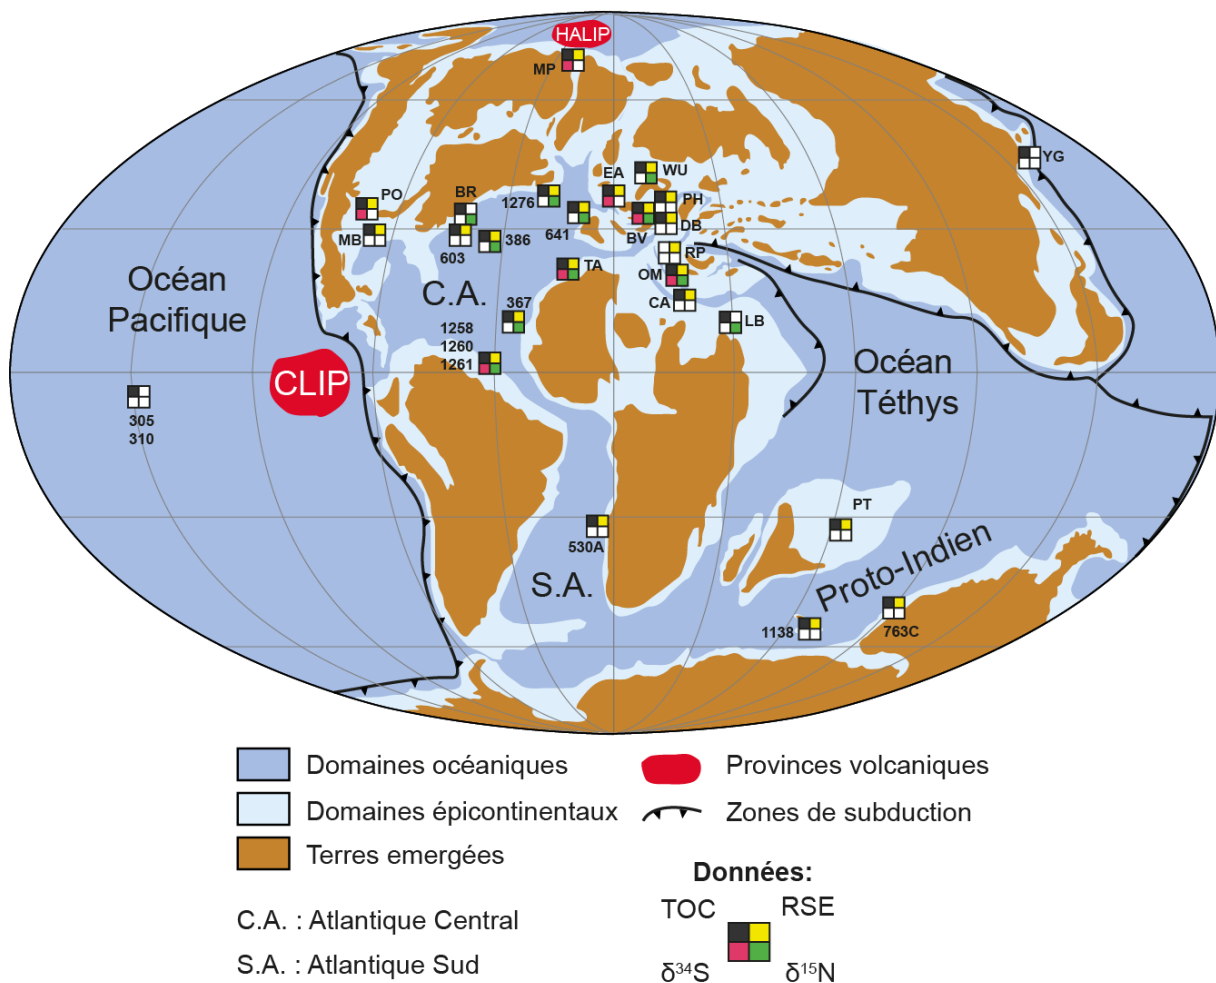 HALIP
MP
YG
WU
EA
PO
BR
1276
PH
641
DB
BV
MB
603
386
RP
TA
OM
Océan
Pacifique
C.A.
367
CA
LB
1258
1260
1261
CLIP
Océan
Téthys
305
310
PT
530A
S.A.
Proto-Indien
1138
763C
Domaines océaniques
Provinces volcaniques
Domaines épicontinentaux
Zones de subduction
Terres emergées
Données:
TOC
RSE
C.A. : Atlantique Central
S.A. : Atlantique Sud
δ³⁴S
δ¹⁵N